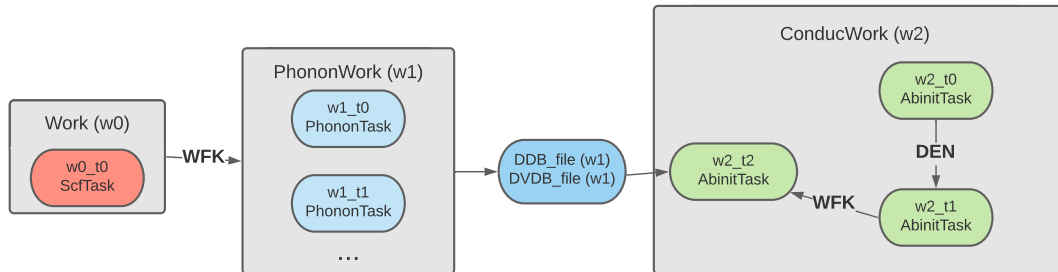 Work (w0)
w0_t0
ScfTask
WFK
PhononWork (w1)
w1_t0
PhononTask
w1_t1
PhononTask
...
DDB_file (w1)
DVDB_file (w1)
ConducWork (w2)
w2_t0
AbinitTask
DEN
w2_t2
AbinitTask
WFK
w2_t1
AbinitTask